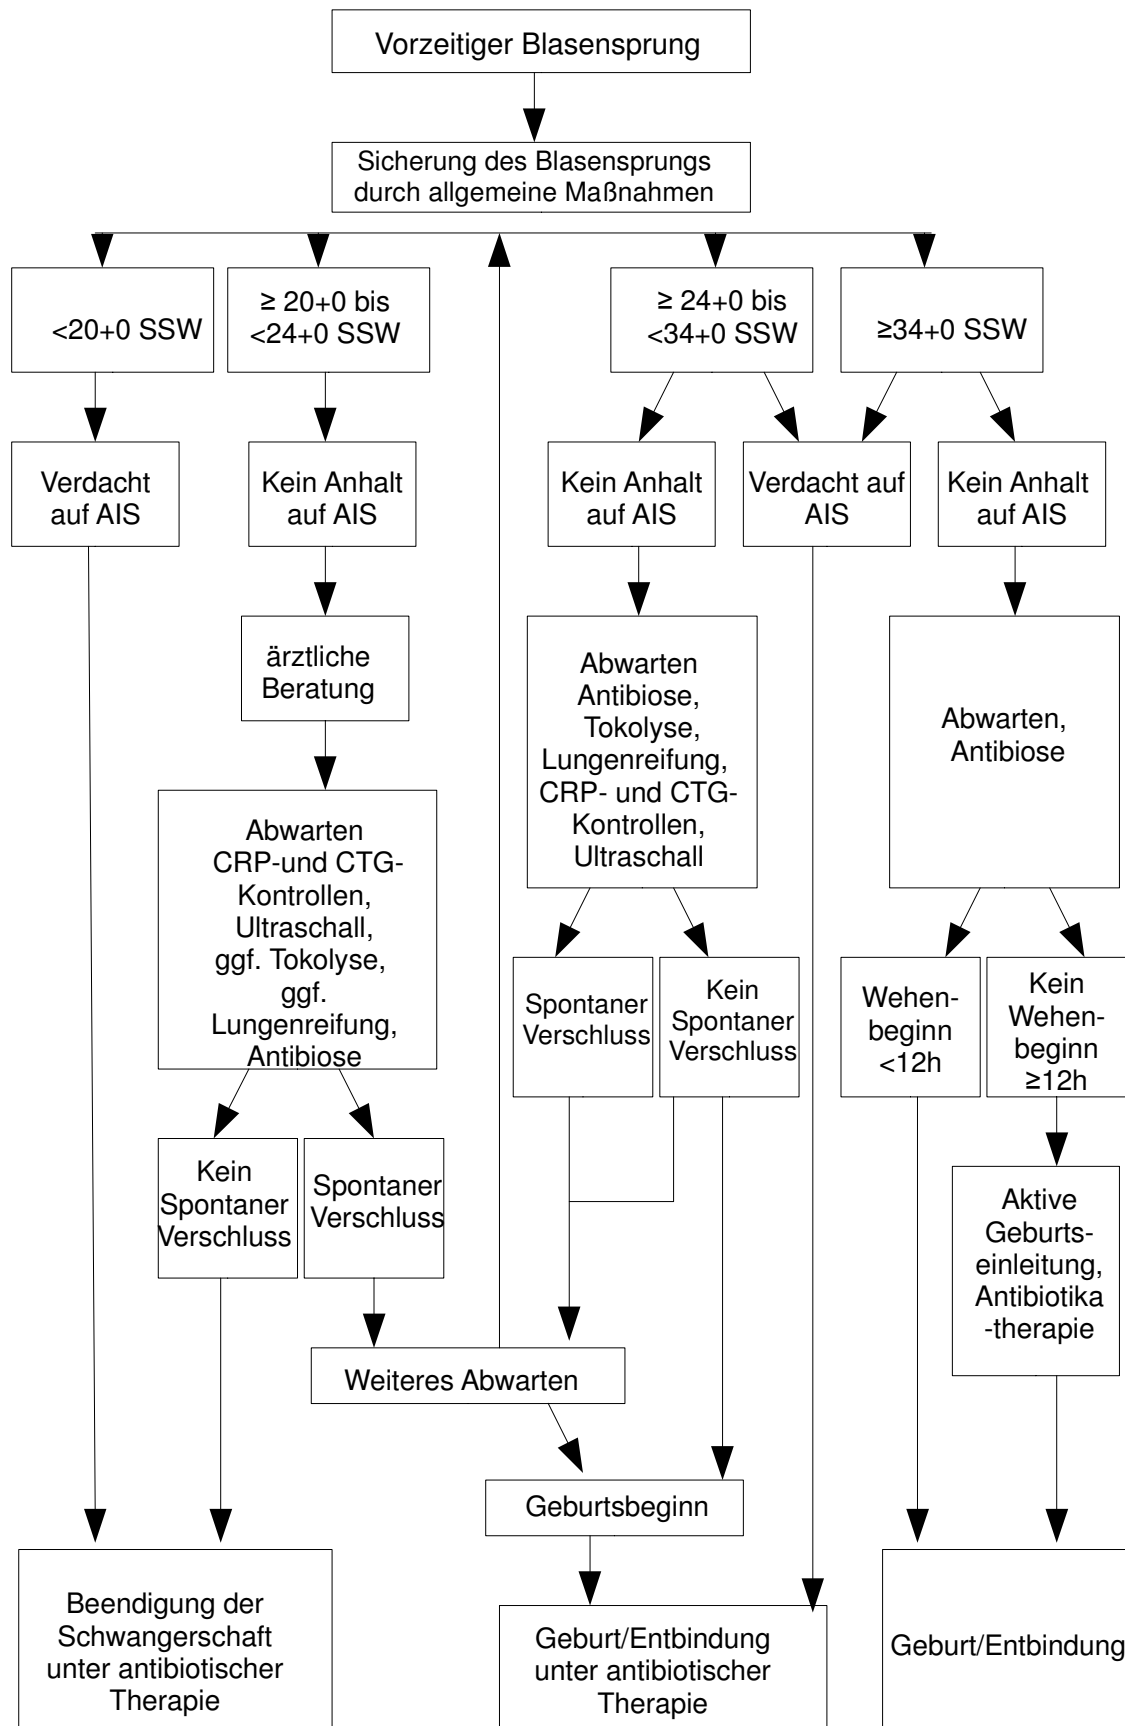 Vorzeitiger Blasensprung
Sicherung des Blasensprungs
durch allgemeine Maßnahmen
<20+0 SSW
≥ 20+0 bis
<24+0 SSW
≥ 24+0 bis
<34+0 SSW
≥34+0 SSW
Verdacht
auf AIS
Kein Anhalt
auf AIS
Kein Anhalt
auf AIS
Verdacht auf
AIS
Kein Anhalt
auf AIS
ärztliche
Beratung
Abwarten
Antibiose,
Tokolyse,
Lungenreifung,
CRP- und CTG-
Kontrollen,
Ultraschall
Abwarten,
Antibiose
Abwarten
CRP-und CTG-
Kontrollen,
Ultraschall,
ggf. Tokolyse,
ggf.
Lungenreifung,
Antibiose
Spontaner
Verschluss
Kein
Spontaner
Verschluss
Wehen-
beginn
<12h
Kein
Wehen-
beginn
≥12h
Kein
Spontaner
Verschluss
Spontaner
Verschluss
Aktive
Geburts-
einleitung,
Antibiotika
-therapie
Weiteres Abwarten
Geburtsbeginn
Beendigung der
Schwangerschaft
unter antibiotischer
Therapie
Geburt/Entbindung
unter antibiotischer
Therapie
Geburt/Entbindung